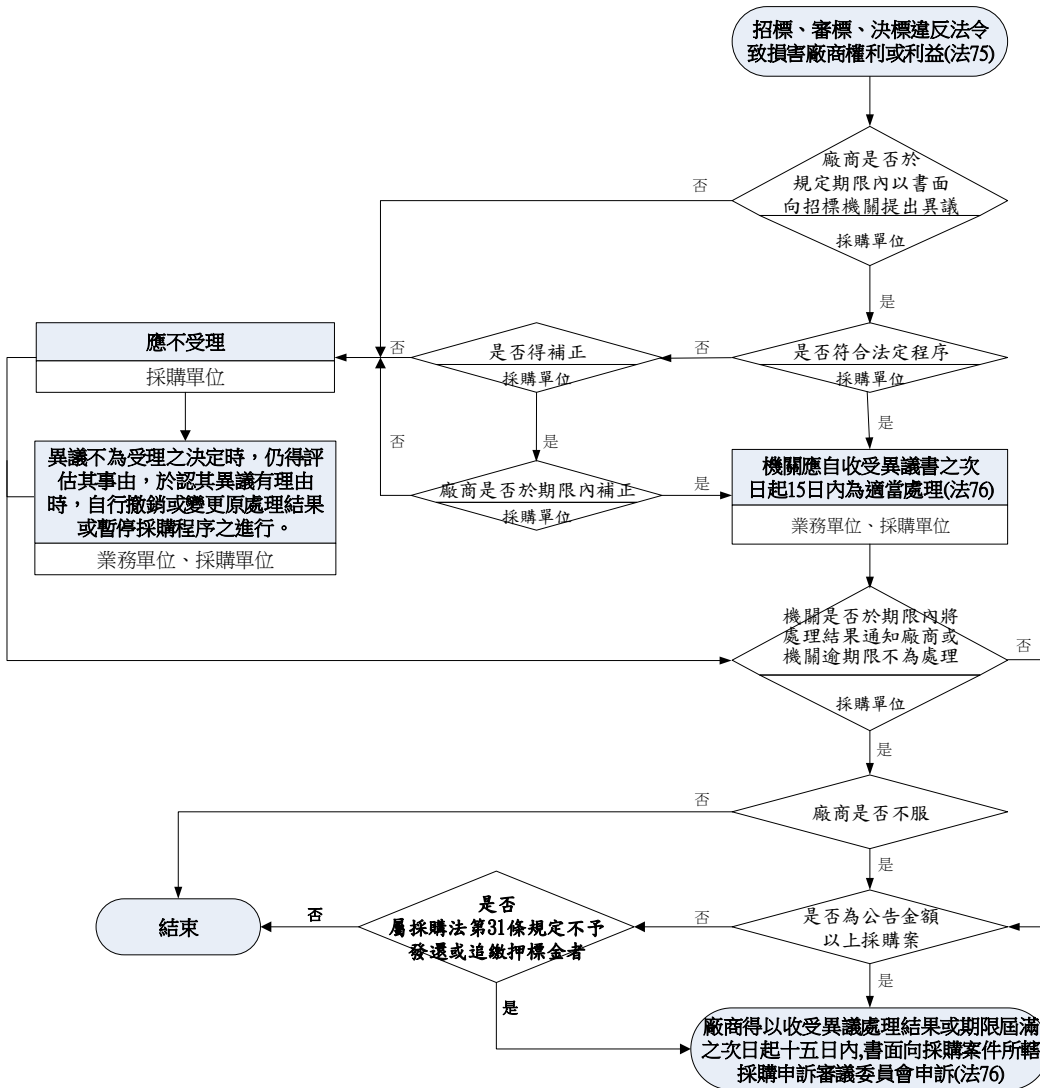 招標、審標、決標違反法令
致損害廠商權利或利益(法75)
廠商是否於
規定期限內以書面
向招標機關提出異議
採購單位
否
是
應不受理
採購單位
否
是否得補正
採購單位
否
是否符合法定程序
採購單位
是
是
異議不為受理之決定時，仍得評
估其事由，於認其異議有理由
時，自行撤銷或變更原處理結果
或暫停採購程序之進行。
業務單位、採購單位
否
廠商是否於期限內補正
採購單位
是
機關應自收受異議書之次
日起15日內為適當處理(法76)
業務單位、採購單位
機關是否於期限內將
處理結果通知廠商或
機關逾期限不為處理
採購單位
否
是
否
廠商是否不服
是
結束
否
是否
屬採購法第31條規定不予
發還或追繳押標金者
否
是否為公告金額
以上採購案
是
是
廠商得以收受異議處理結果或期限屆滿
之次日起十五日內,書面向採購案件所轄
採購申訴審議委員會申訴(法76)